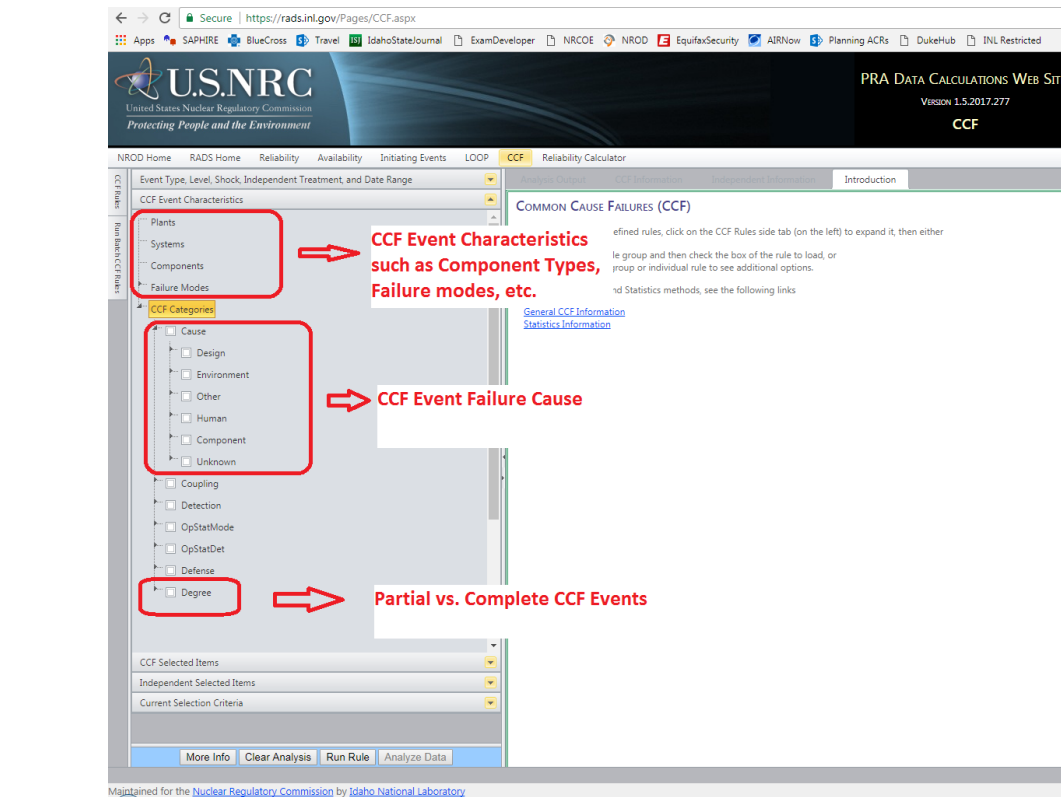 Secure | https://rads.inl.gov/Pages/CCF.aspx
Apps SAPHIRE BlueCross Travel IdahoStateJournal ExamDeveloper NRCOE NROD EquifaxSecurity AIRNow Planning ACRs DukeHub INL Restricted
U.S.NRC
United States Nuclear Regulatory Commission
Protecting People and the Environment
PRA DATA CALCULATIONS WEB SIT
VERSION 1.5.2017.277
CCF
NROD Home RADS Home Reliability Availability Initiating Events LOOP CCF Reliability Calculator
CCF Rules
Run Batch CCF Rules
Event Type, Level, Shock, Independent Treatment, and Date Range
CCF Event Characteristics
Plants
Systems
Components
Failure Modes
CCF Categories
Cause
Design
Environment
Other
Human
Component
Unknown
Coupling
Detection
OpStatMode
OpStatDet
Defense
Degree
CCF Selected Items
Independent Selected Items
Current Selection Criteria
More Info Clear Analysis Run Rule Analyze Data
Analysis Output CCF Information Independent Information Introduction
COMMON CAUSE FAILURES (CCF)
efined rules, click on the CCF Rules side tab (on the left) to expand it, then either
le group and then check the box of the rule to load, or
group or individual rule to see additional options.
nd Statistics methods, see the following links
General CCF Information
Statistics Information
CCF Event Characteristics
such as Component Types,
Failure modes, etc.
CCF Event Failure Cause
Partial vs. Complete CCF Events
Maintained for the Nuclear Regulatory Commission by Idaho National Laboratory